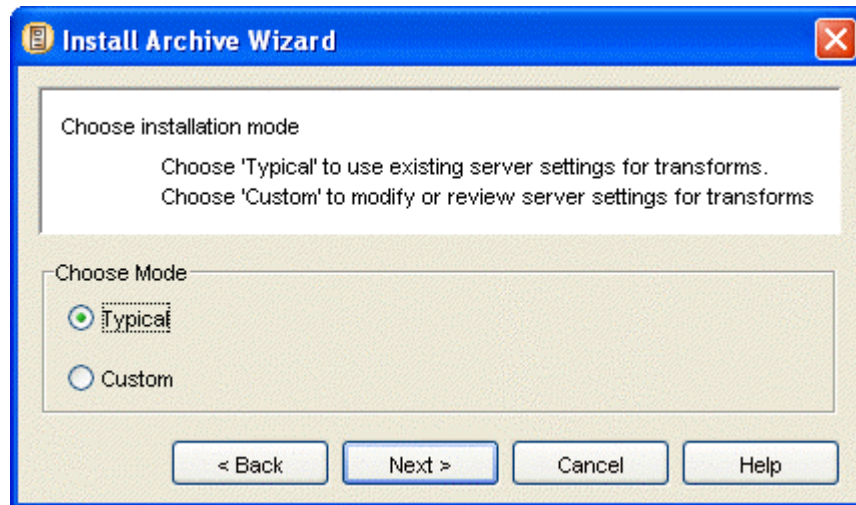 Install Archive Wizard
Choose installation mode
Choose 'Typical' to use existing server settings for transforms.
Choose 'Custom' to modify or review server settings for transforms
Choose Mode
Typical
Custom
< Back Next > Cancel Help